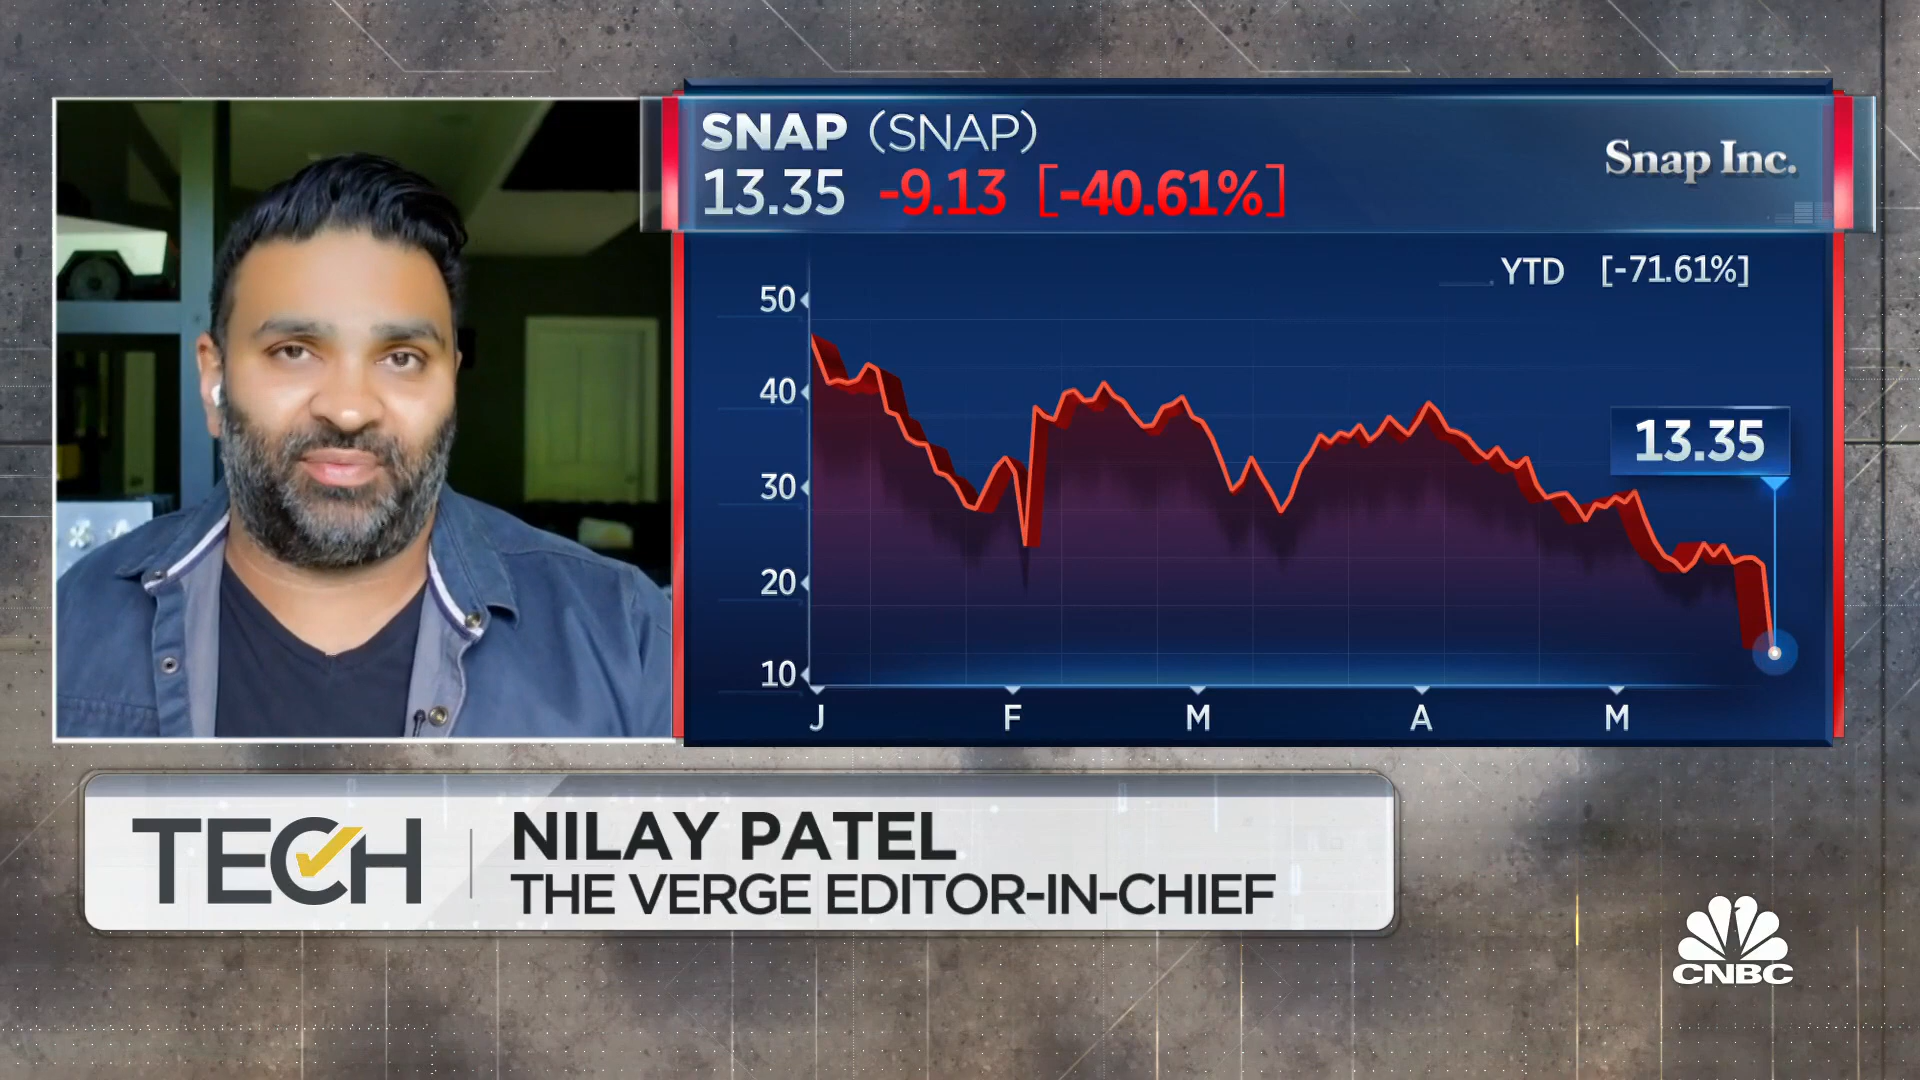 SNAP (SNAP)
13.35 -9.13 [-40.61%]
Snap Inc.
YTD [-71.61%]
50
40
30
20
10
13.35
J F M A M
TECH
NILAY PATEL
THE VERGE EDITOR-IN-CHIEF
CNBC